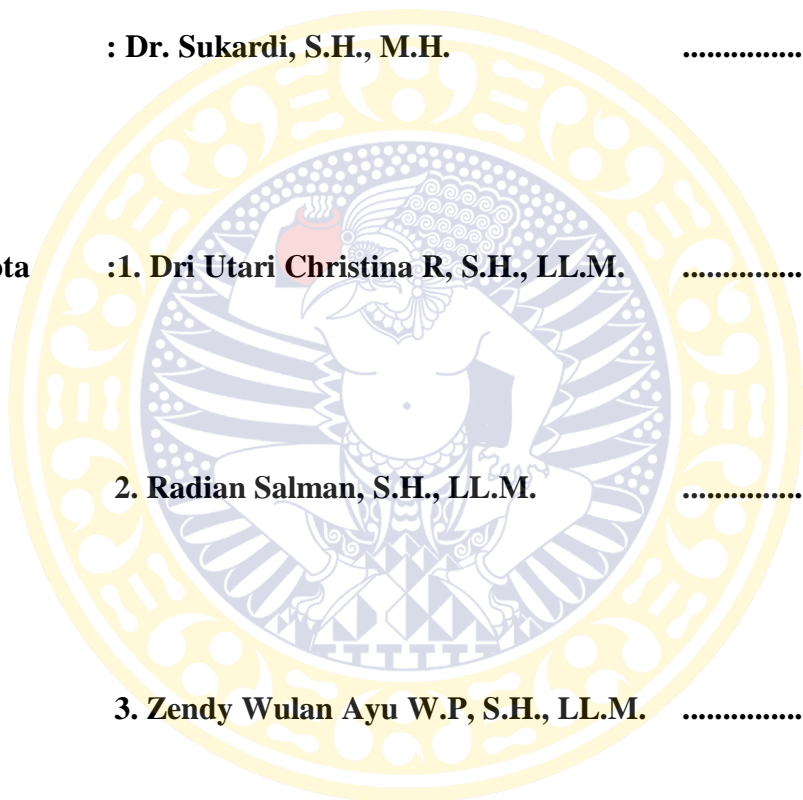 : Dr. Sukardi, S.H., M.H. ................
ota :1. Dri Utari Christina R, S.H., LL.M. ................
2. Radian Salman, S.H., LL.M. ................
3. Zendy Wulan Ayu W.P, S.H., LL.M. ................